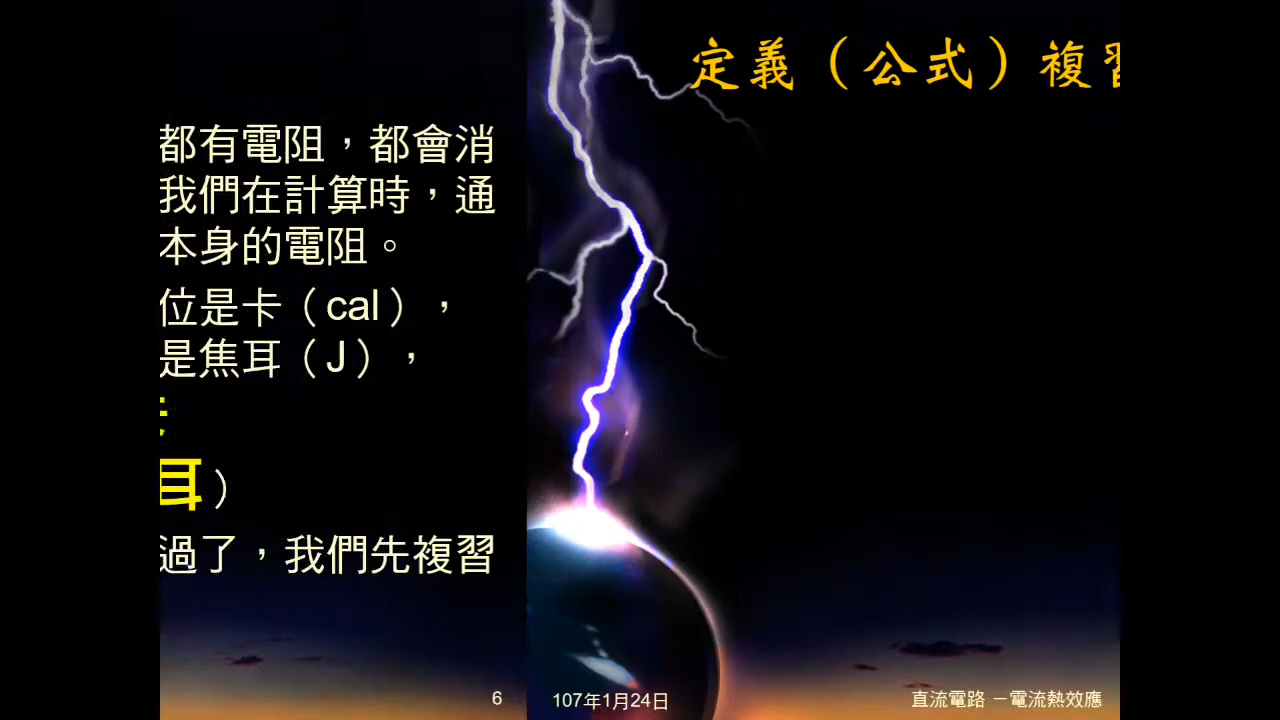 定義（公式）複習
都有電阻，都會消
我們在計算時，通
本身的電阻。
位是卡（cal），
是焦耳（J），
耳）
過了，我們先複習
6
107年1月24日
直流電路 －電流熱效應